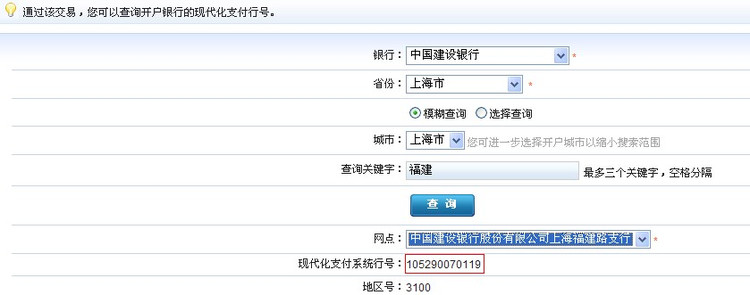 通过该交易，您可以查询开户银行的现代化支付行号。
银行：中国建设银行 *
省份：上海市 *
模糊查询 选择查询
城市：上海市 您可进一步选择开户城市以缩小搜索范围
查询关键字：福建 最多三个关键字，空格分隔
查 询
网点：中国建设银行股份有限公司上海福建路支行 *
现代化支付系统行号：105290070119
地区号：3100